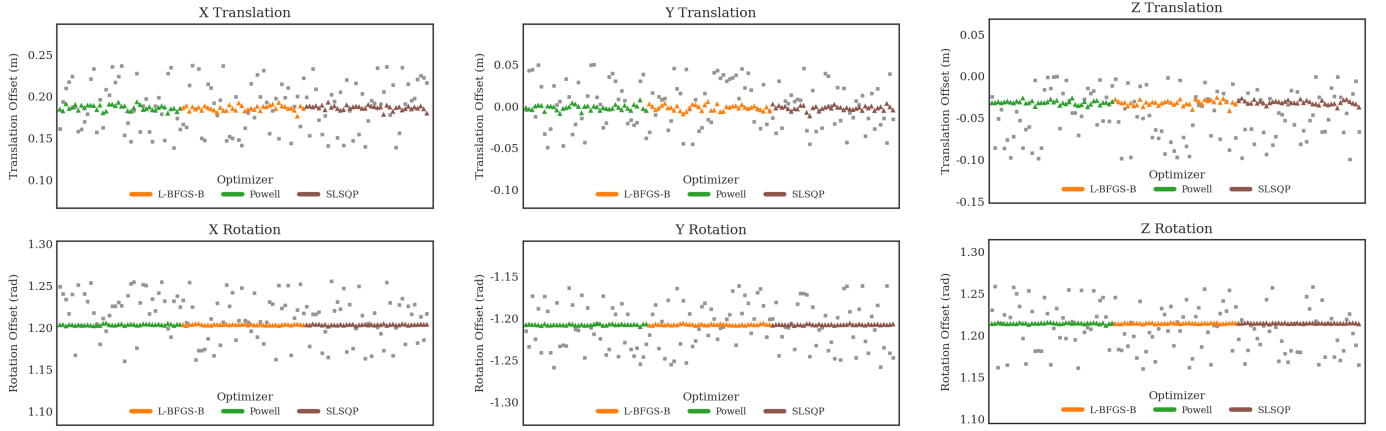 X Translation
Translation Offset (m)
0.25
0.20
0.15
0.10
Optimizer
L-BFGS-B Powell SLSQP
Y Translation
Translation Offset (m)
0.05
0.00
-0.05
-0.10
Optimizer
L-BFGS-B Powell SLSQP
Z Translation
Translation Offset (m)
0.05
0.00
-0.05
-0.10
-0.15
Optimizer
L-BFGS-B Powell SLSQP
X Rotation
Rotation Offset (rad)
1.30
1.25
1.20
1.15
1.10
Optimizer
L-BFGS-B Powell SLSQP
Y Rotation
Rotation Offset (rad)
-1.15
-1.20
-1.25
-1.30
Optimizer
L-BFGS-B Powell SLSQP
Z Rotation
Rotation Offset (rad)
1.30
1.25
1.20
1.15
1.10
Optimizer
L-BFGS-B Powell SLSQP